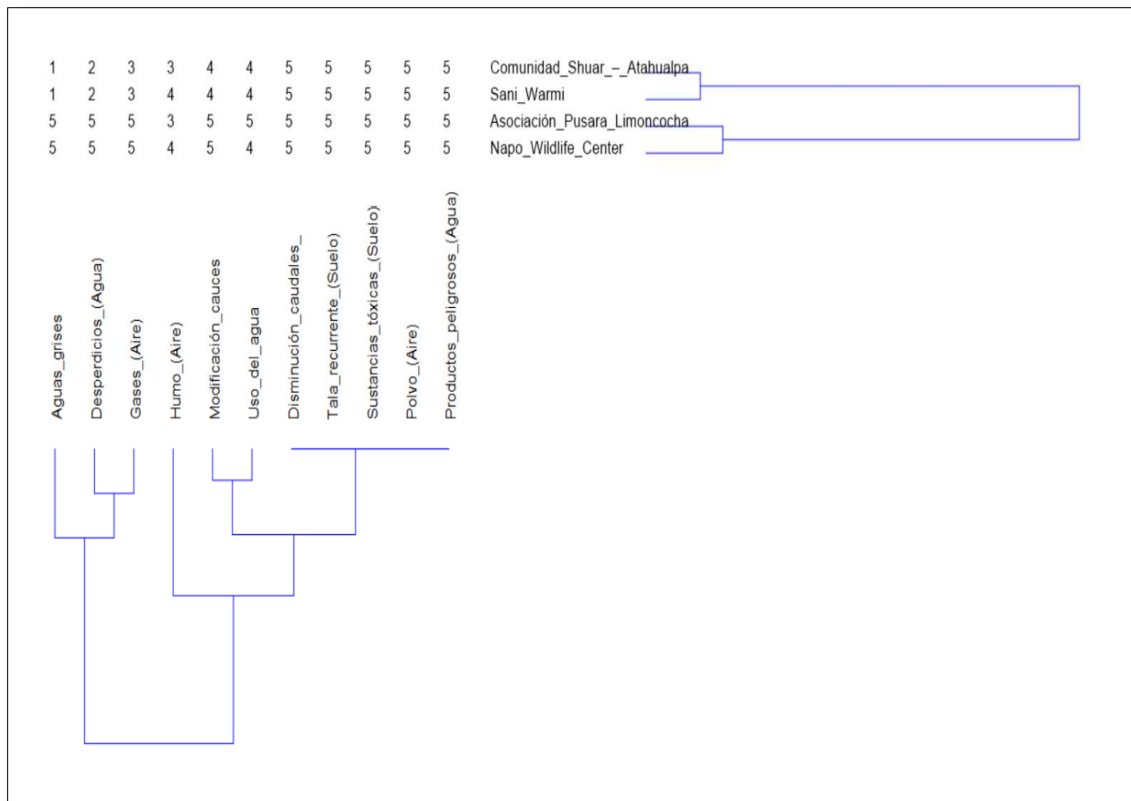 1 2 3 3 4 4 5 5 5 5 5 Comunidad_Shuar_–_Atahualpa
1 2 3 4 4 4 5 5 5 5 5 Sani_Warmi
5 5 5 3 5 5 5 5 5 5 5 Asociación_Pusara_Limoncocha
5 5 5 4 5 4 5 5 5 5 5 Napo_Wildlife_Center
Aguas_grises
Desperdicios_(Agua)
Gases_(Aire)
Humo_(Aire)
Modificación_cauces
Uso_del_agua
Disminución_caudales_
Tala_recurrente_(Suelo)
Sustancias_tóxicas_(Suelo)
Polvo_(Aire)
Productos_peligrosos_(Agua)